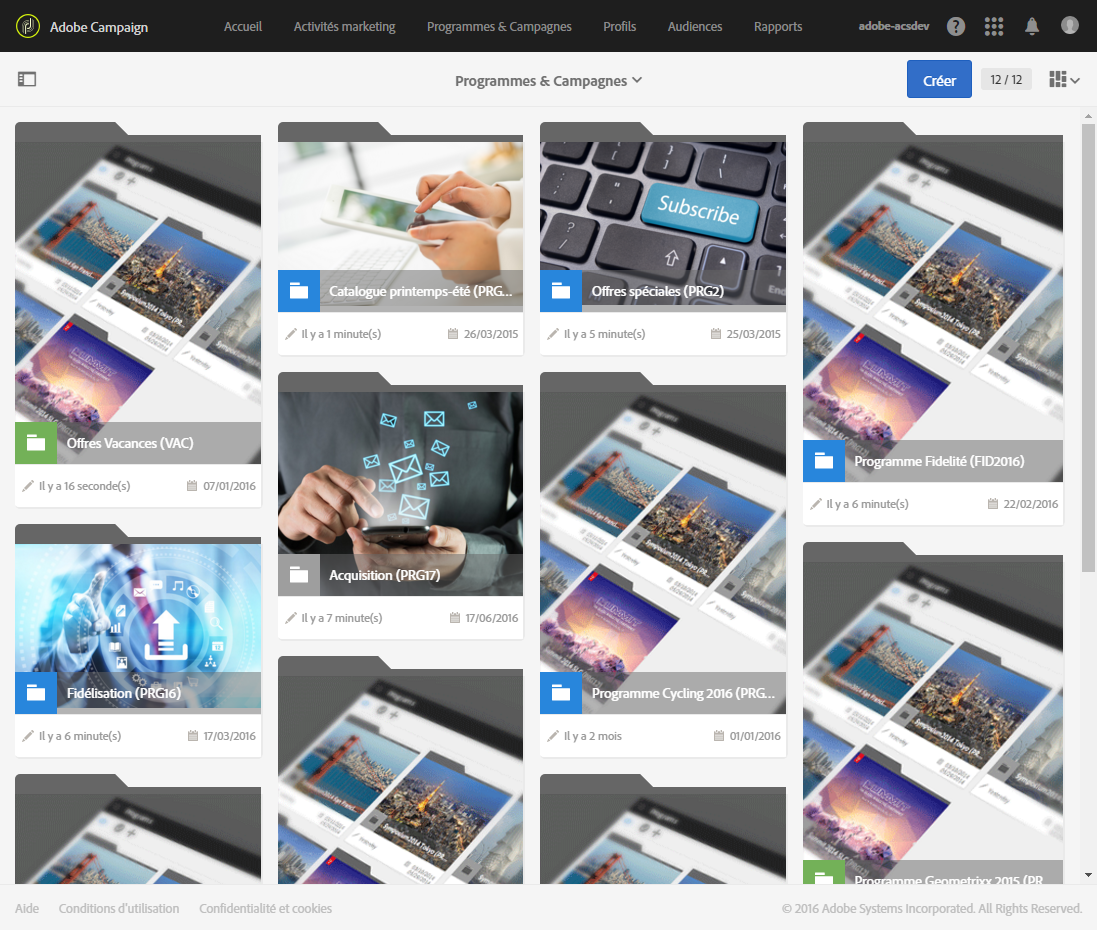 Adobe Campaign
Accueil
Activités marketing
Programmes & Campagnes
Profils
Audiences
Rapports
adobe-acsdev
?
Programmes & Campagnes
Créer
12 / 12
Offres Vacances (VAC)
Il y a 16 seconde(s)
07/01/2016
Catalogue printemps-été (PRG...
Il y a 1 minute(s)
26/03/2015
Subscribe
End
Offres spéciales (PRG2)
Il y a 5 minute(s)
25/03/2015
Programme Fidelité (FID2016)
Il y a 6 minute(s)
22/02/2016
Acquisition (PRG17)
Il y a 7 minute(s)
17/06/2016
Fidélisation (PRG16)
Il y a 6 minute(s)
17/03/2016
Programme Cycling 2016 (PRG...
Il y a 2 mois
01/01/2016
Programme Geometrixx 2015 (PR
Aide
Conditions d'utilisation
Confidentialité et cookies
© 2016 Adobe Systems Incorporated. All Rights Reserved.